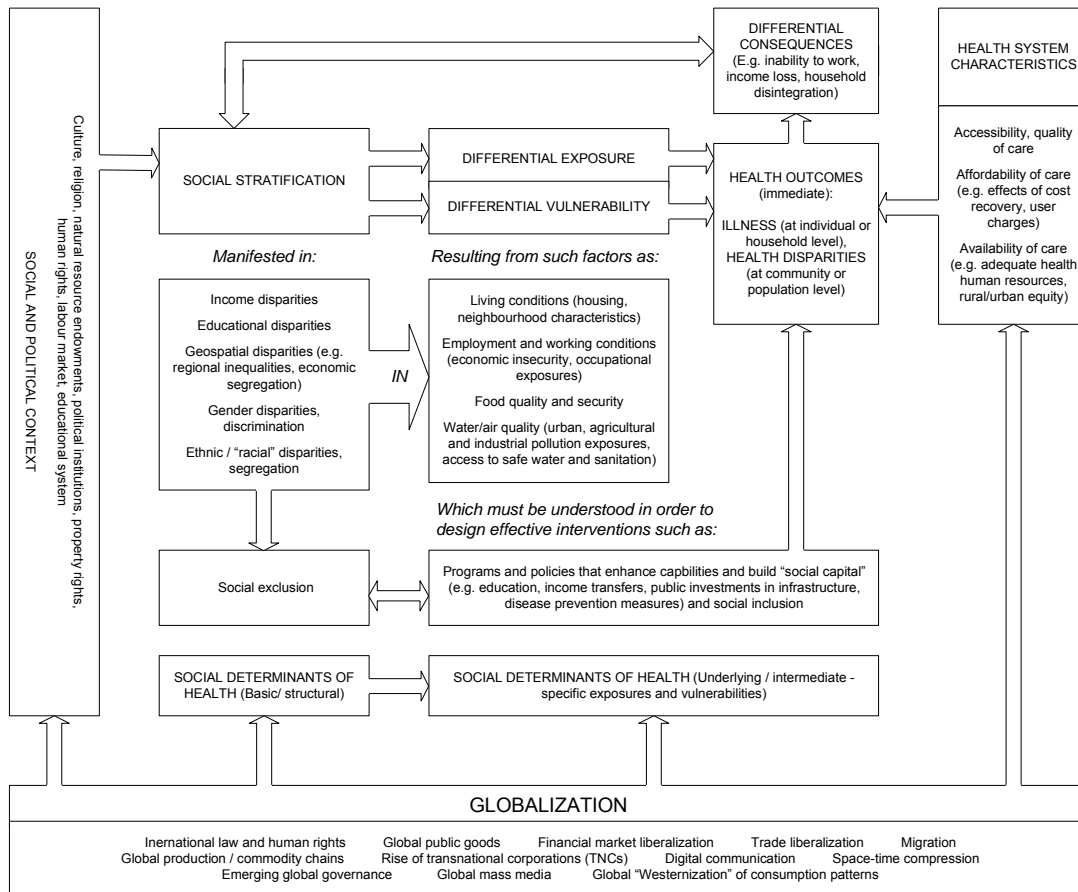 SOCIAL AND POLITICAL CONTEXT
Culture, religion, natural resource endowments, political institutions, property rights,
human rights, labour market, educational system
SOCIAL STRATIFICATION
DIFFERENTIAL EXPOSURE
DIFFERENTIAL VULNERABILITY
DIFFERENTIAL
CONSEQUENCES
(E.g. inability to work,
income loss, household
disintegration)
HEALTH OUTCOMES
(immediate):
ILLNESS (at individual or
household level),
HEALTH DISPARITIES
(at community or
population level)
HEALTH SYSTEM
CHARACTERISTICS
Accessibility, quality
of care
Affordability of care
(e.g. effects of cost
recovery, user
charges)
Availability of care
(e.g. adequate health
human resources,
rural/urban equity)
Manifested in:
Income disparities
Educational disparities
Geospatial disparities (e.g.
regional inequalities, economic
segregation)
Gender disparities,
discrimination
Ethnic / “racial” disparities,
segregation
IN
Resulting from such factors as:
Living conditions (housing,
neighbourhood characteristics)
Employment and working conditions
(economic insecurity, occupational
exposures)
Food quality and security
Water/air quality (urban, agricultural
and industrial pollution exposures,
access to safe water and sanitation)
Which must be understood in order to
design effective interventions such as:
Social exclusion
Programs and policies that enhance capbilities and build “social capital”
(e.g. education, income transfers, public investments in infrastructure,
disease prevention measures) and social inclusion
SOCIAL DETERMINANTS OF
HEALTH (Basic/ structural)
SOCIAL DETERMINANTS OF HEALTH (Underlying / intermediate -
specific exposures and vulnerabilities)
GLOBALIZATION
Inernational law and human rights Global public goods Financial market liberalization Trade liberalization Migration
Global production / commodity chains Rise of transnational corporations (TNCs) Digital communication Space-time compression
Emerging global governance Global mass media Global “Westernization” of consumption patterns